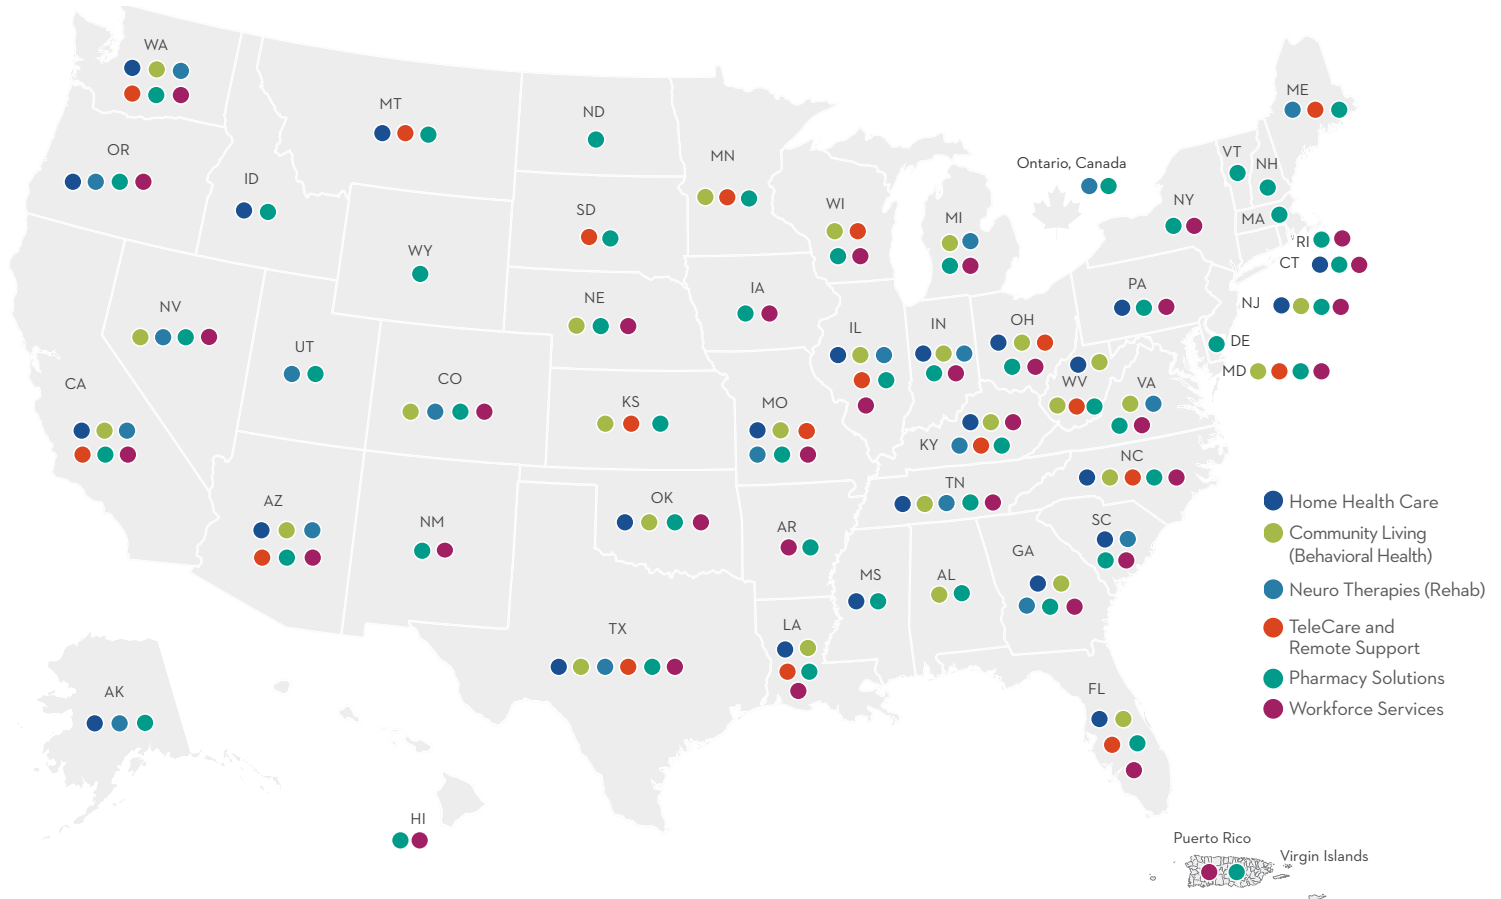 WA
MT
ND
ME
OR
ID
MN
VT
NH
Ontario, Canada
SD
WI
MI
NY
MA
WY
RI
CT
NV
NE
IA
PA
NJ
UT
IL
IN
OH
DE
CA
CO
KS
MO
WV
VA
MD
KY
NC
AZ
NM
OK
AR
TN
SC
GA
MS
AL
TX
LA
AK
FL
HI
Home Health Care
Community Living
(Behavioral Health)
Neuro Therapies (Rehab)
TeleCare and
Remote Support
Pharmacy Solutions
Workforce Services
Puerto Rico
Virgin Islands